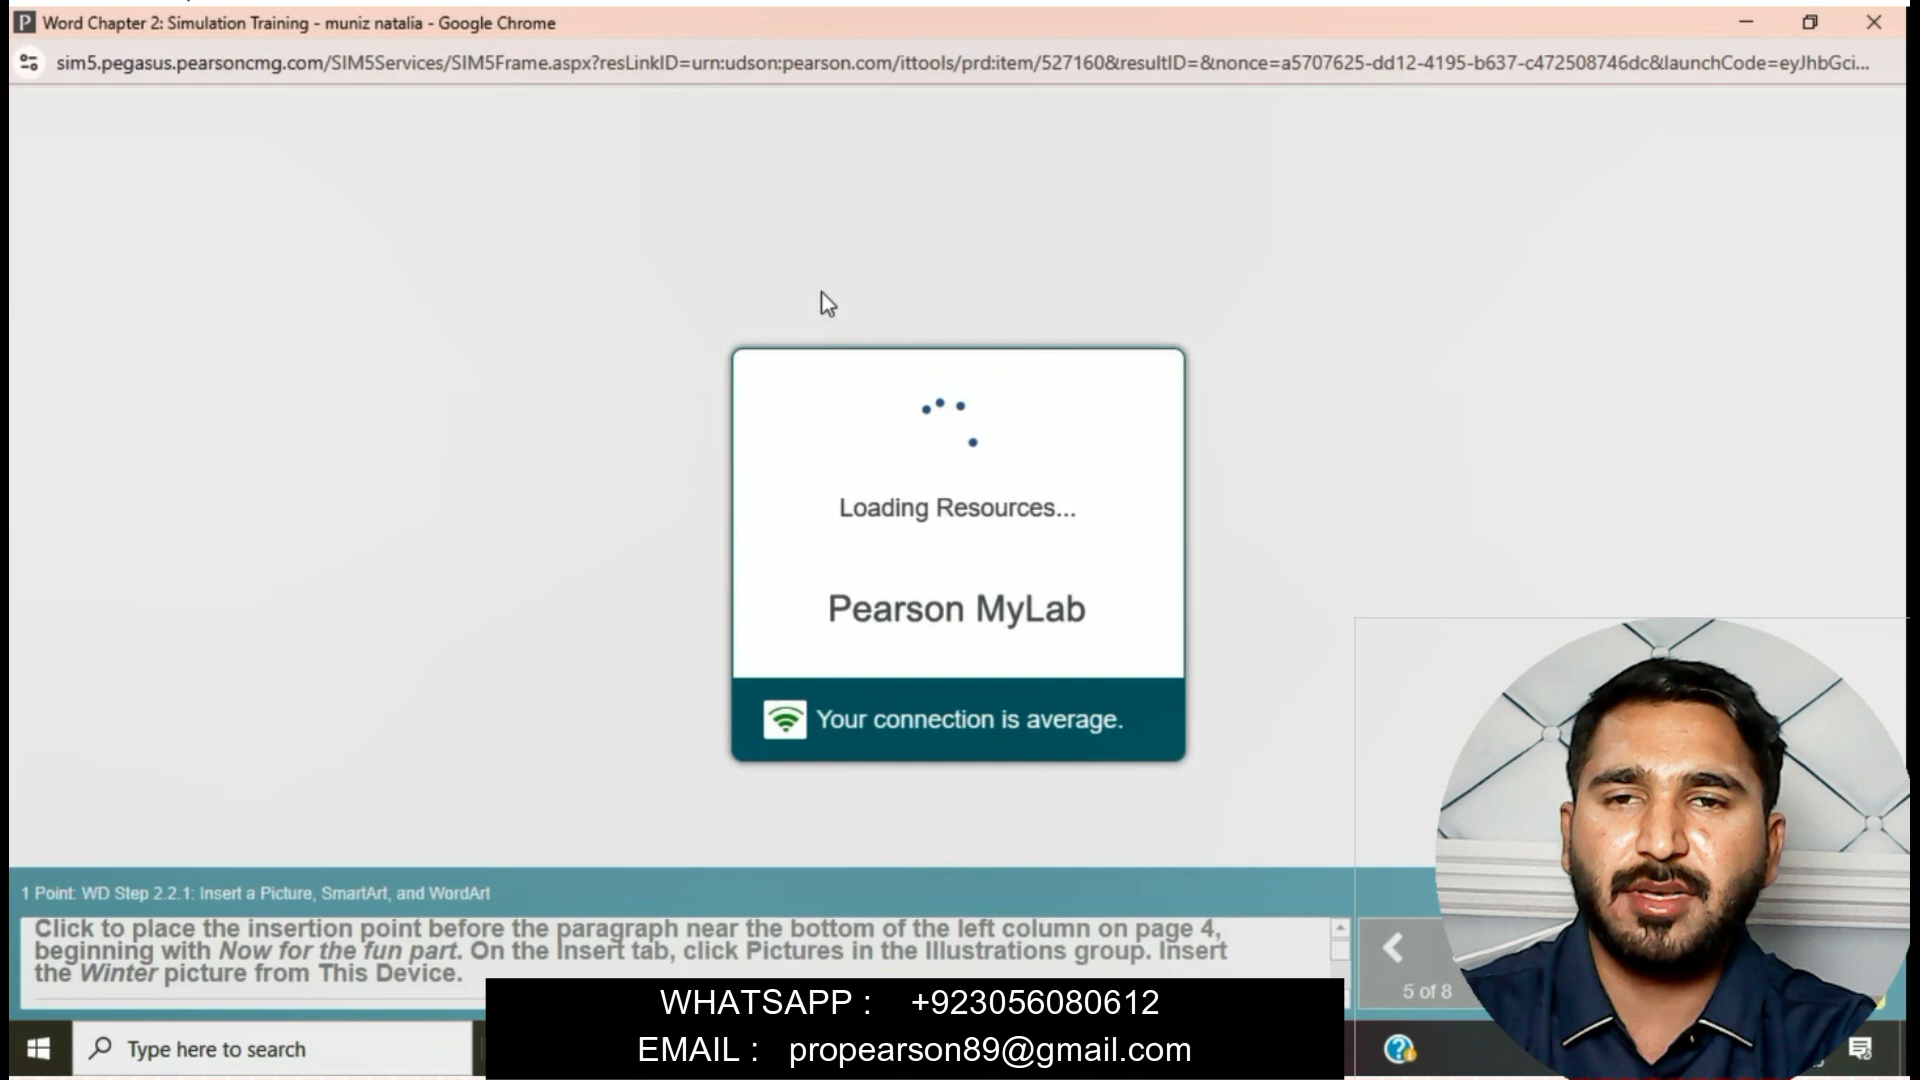 Word Chapter 2: Simulation Training - muniz natalia - Google Chrome
sim5.pegasus.pearsoncmg.com/SIM5Services/SIM5Frame.aspx?resLinkID=urn:udson:pearson.com/ittools/prd:item/527160&resultID=&nonce=a5707625-dd12-4195-b637-c472508746dc&launchCode=eyJhbGci...
Loading Resources...
Pearson MyLab
Your connection is average.
1 Point: WD Step 2.2.1: Insert a Picture, SmartArt, and WordArt
Click to place the insertion point before the paragraph near the bottom of the left column on page 4,
beginning with Now for the fun part. On the Insert tab, click Pictures in the Illustrations group. Insert
the Winter picture from This Device.
5 of 8
WHATSAPP : +923056080612
EMAIL : propearson89@gmail.com
Type here to search